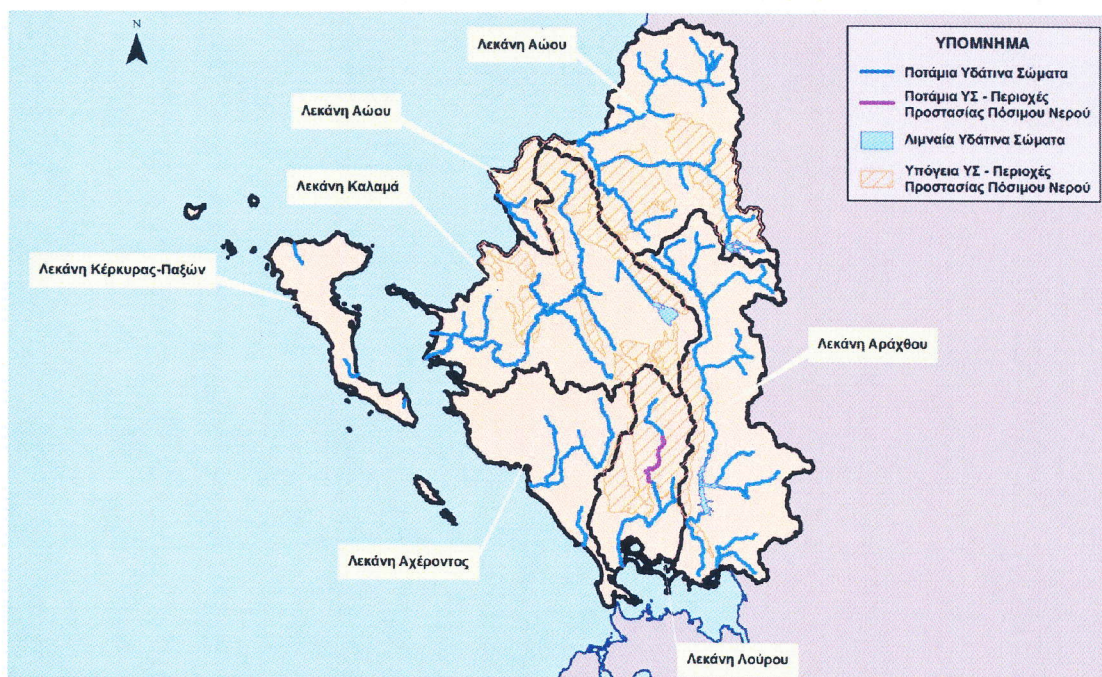 N
Λεκάνη Αώου
Λεκάνη Αώου
Λεκάνη Καλαμά
Λεκάνη Κέρκυρας-Παξών
Λεκάνη Αράχθου
Λεκάνη Αχέροντος
Λεκάνη Λούρου
ΥΠΟΜΝΗΜΑ
Ποτάμια Υδάτινα Σώματα
Ποτάμια ΥΣ - Περιοχές
Προστασίας Πόσιμου Νερού
Λιμναία Υδάτινα Σώματα
Υπόγεια ΥΣ - Περιοχές
Προστασίας Πόσιμου Νερού